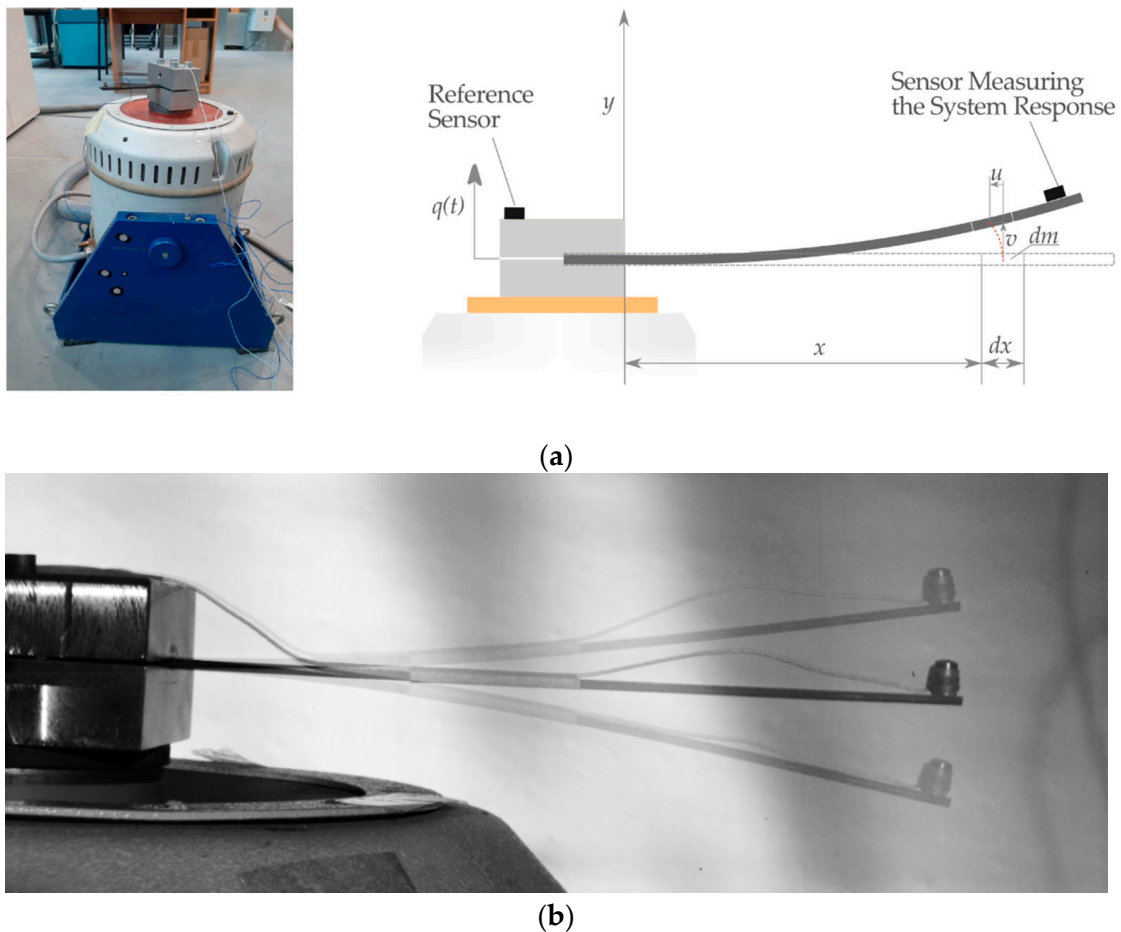 Reference
Sensor
y
Sensor Measuring
the System Response
q(t)
u
v
dm
x
dx
(a)
(b)